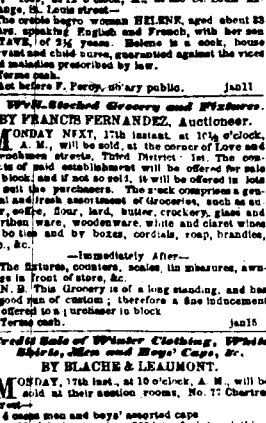 The creole negro woman HELENE, aged about 33
yrs. speaking English and French, with her son
TAVE, of 3½ years. Helene is a cook, house
vant and child nurse, guaranteed against the vices
d maladies prescribed by law.
Terms cash.
Act before F. Percy, notary public. jan11
Well-Stocked Grocery and Fixtures.
BY FRANCIS FERNANDEZ, Auctioneer.
MONDAY NEXT, 17th instant, at 10½ o'clock,
A. M., will be sold, at the corner of Love and
enchmen streets, Third District 1st. The con-
ts of said establishment will be offered for sale
block, and if not sold, it will be offered in lots
suit the purchasers. The stock comprises a gen-
al and fresh assortment of Groceries, such as su-
r, coffee, flour, lard, butter, crockery, glass and
rthen ware, woodenware, white and claret wines
bottles and by boxes, cordials, soap, brandies,
c., &c.
—Immediately After—
The fixtures, counters, scales, tin measures, awn-
gs in front of store, &c.
N. B. This Grocery is of long standing, and has
good run of custom; therefore a fine inducement
offered to a purchaser in block
Terms cash. jan15
Credit Sale of Winter Clothing, White
Shirts, Men and Boys' Caps, &c.
BY BLACHE & LEAUMONT.
MONDAY, 17th inst., at 10 o'clock, A. M., will be
sold at their auction rooms, No. 77 Chartres
reet—
4 cases men and boys' assorted caps